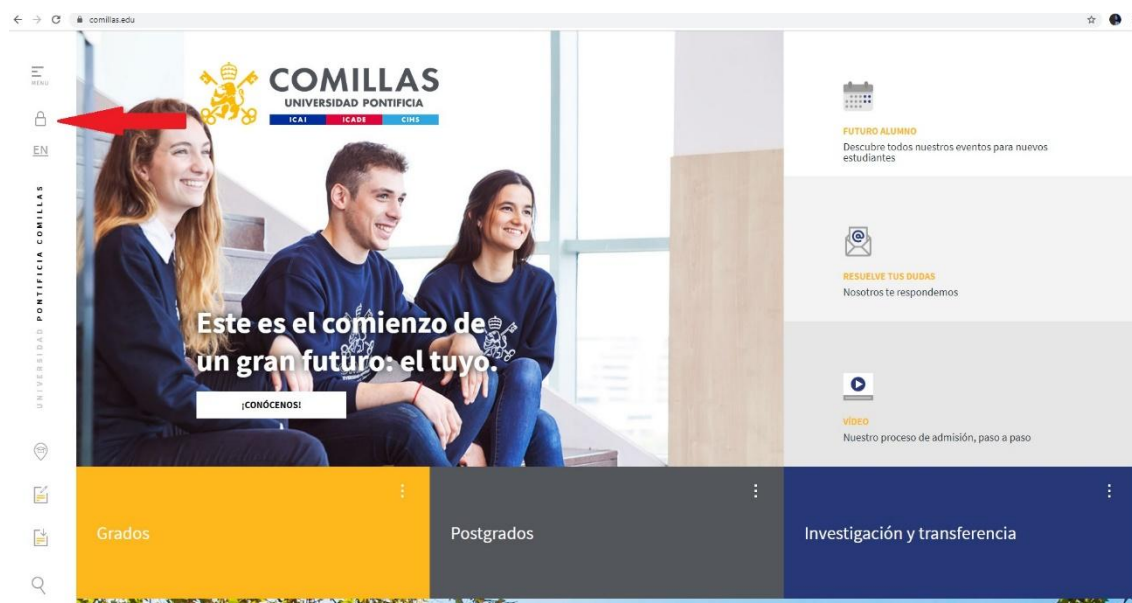 comillas.edu
MENU
EN
UNIVERSIDAD PONTIFICIA COMILLAS
COMILLAS
UNIVERSIDAD PONTIFICIA
ICAI ICADE CIHS
Este es el comienzo de
un gran futuro: el tuyo.
¡CONÓCENOS!
FUTURO ALUMNO
Descubre todos nuestros eventos para nuevos
estudiantes
RESUELVE TUS DUDAS
Nosotros te respondemos
VÍDEO
Nuestro proceso de admisión, paso a paso
Grados
Postgrados
Investigación y transferencia